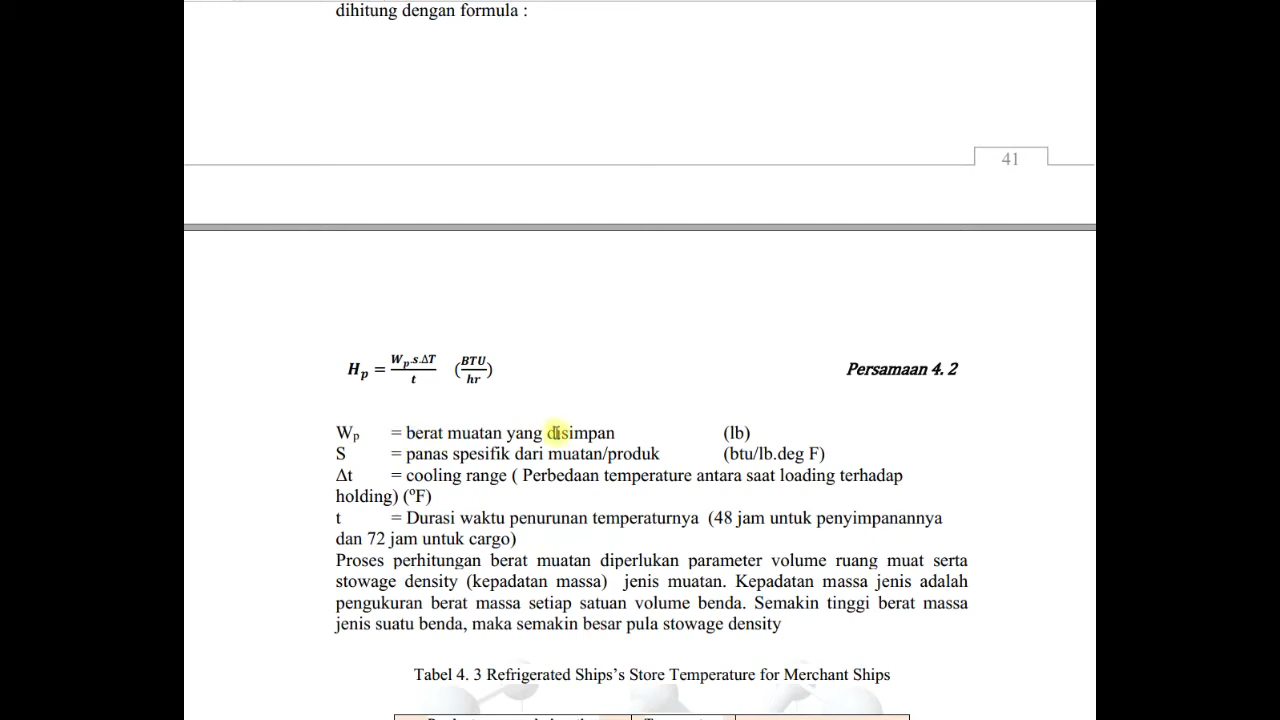 dihitung dengan formula :
41
H_p = W_p.s.ΔT / t (BTU/hr) Persamaan 4. 2
W_p = berat muatan yang disimpan (lb)
S = panas spesifik dari muatan/produk (btu/lb.deg F)
Δt = cooling range ( Perbedaan temperature antara saat loading terhadap
holding) (ºF)
t = Durasi waktu penurunan temperaturnya (48 jam untuk penyimpanannya
dan 72 jam untuk cargo)
Proses perhitungan berat muatan diperlukan parameter volume ruang muat serta
stowage density (kepadatan massa) jenis muatan. Kepadatan massa jenis adalah
pengukuran berat massa setiap satuan volume benda. Semakin tinggi berat massa
jenis suatu benda, maka semakin besar pula stowage density
Tabel 4. 3 Refrigerated Ships's Store Temperature for Merchant Ships